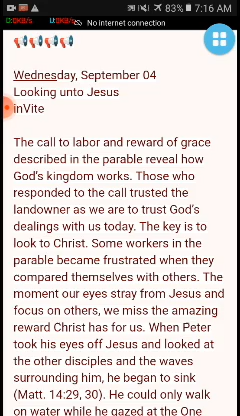 U:0KB/s 83% 7:16 AM
No internet connection
Wednesday, September 04
Looking unto Jesus
inVite
The call to labor and reward of grace
described in the parable reveal how
God's kingdom works. Those who
responded to the call trusted the
landowner as we are to trust God's
dealings with us today. The key is to
look to Christ. Some workers in the
parable became frustrated when they
compared themselves with others. The
moment our eyes stray from Jesus and
focus on others, we miss the amazing
reward Christ has for us. When Peter
took his eyes off Jesus and looked at
the other disciples and the waves
surrounding him, he began to sink
(Matt. 14:29, 30). He could only walk
on water while he gazed at the One